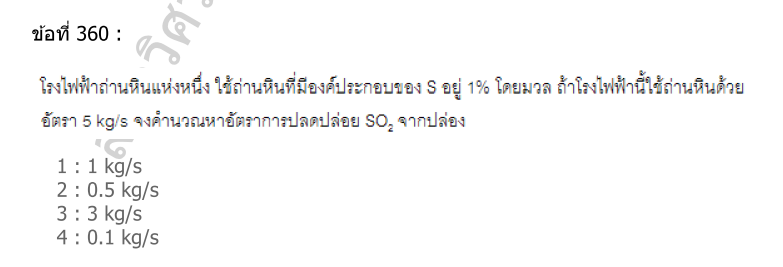 ข้อที่ 360 :
โรงไฟฟ้าถ่านหินแห่งหนึ่ง ใช้ถ่านหินที่มีองค์ประกอบของ S อยู่ 1% โดยมวล ถ้าโรงไฟฟ้านี้ใช้ถ่านหินด้วย
อัตรา 5 kg/s จงคำนวณหาอัตราการปลดปล่อย SO₂ จากปล่อง
1 : 1 kg/s
2 : 0.5 kg/s
3 : 3 kg/s
4 : 0.1 kg/s